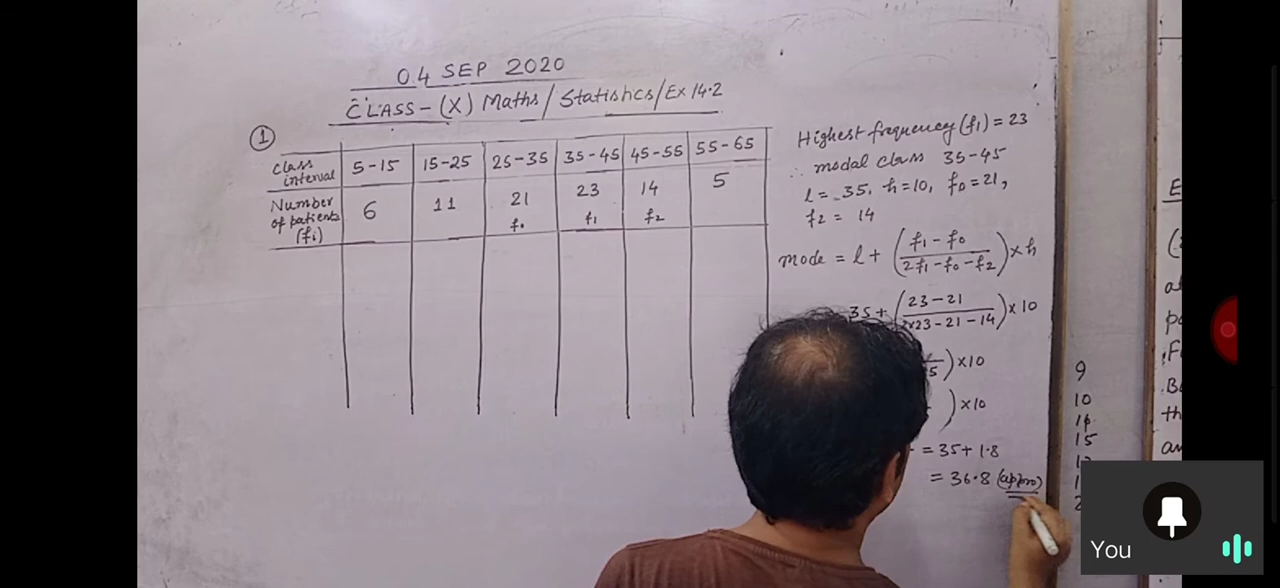 04 SEP 2020
CLASS-(X) Maths/Statistics/Ex 14.2
①
Class interval 5-15 15-25 25-35 35-45 45-55 55-65
Number of patients (fi) 6 11 21 23 14 5
f₀ f₁ f₂
Highest frequency (f₁) = 23
∴ modal class 35-45
l = 35, h=10, f₀=21,
f₂ = 14
mode = l + (f₁-f₀ / 2f₁-f₀-f₂) × h
35 + (23-21 / 2×23-21-14) × 10
) × 10
) × 10
= 35 + 1.8
= 36.8 (appro)
9
10
16
15
You